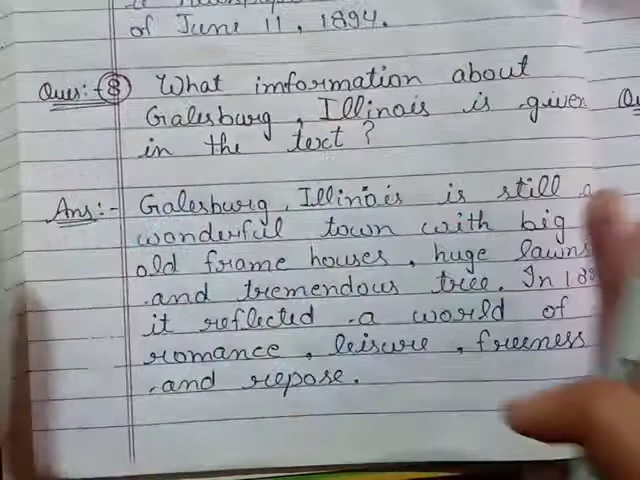 of June 11, 1894.
Ques:- 8 What imformation about
Galesburg, Illinois is given
in the text?
Ans:- Galesburg, Illinois is still a
wonderful town with big
old frame houses, huge lawns
and tremendous tree. In
it reflected a world of
romance, leisure, freeness
and repose.